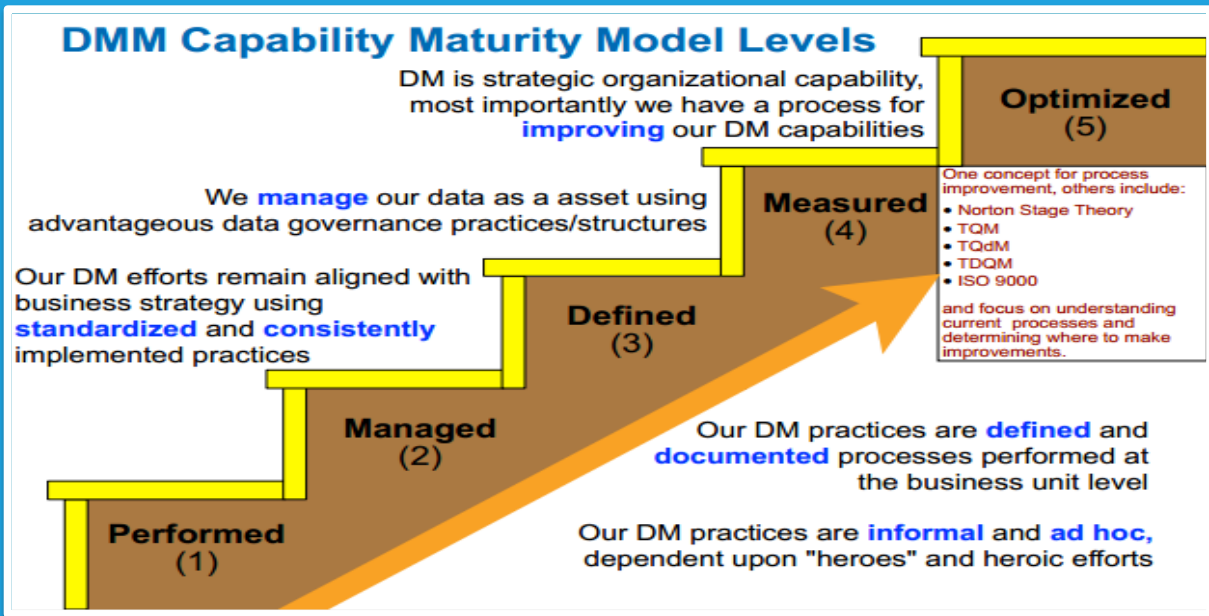 DMM Capability Maturity Model Levels
DM is strategic organizational capability,
most importantly we have a process for
improving our DM capabilities
Optimized
(5)
One concept for process
improvement, others include:
• Norton Stage Theory
• TQM
• TQdM
• TDQM
• ISO 9000
and focus on understanding
current processes and
determining where to make
improvements.
We manage our data as a asset using
advantageous data governance practices/structures
Measured
(4)
Our DM efforts remain aligned with
business strategy using
standardized and consistently
implemented practices
Defined
(3)
Managed
(2)
Our DM practices are defined and
documented processes performed at
the business unit level
Performed
(1)
Our DM practices are informal and ad hoc,
dependent upon "heroes" and heroic efforts